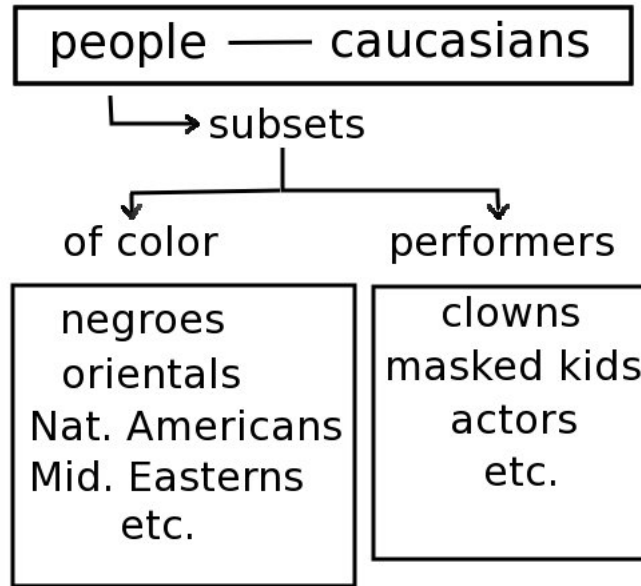 people — caucasians
subsets
of color
performers
negroes
orientals
Nat. Americans
Mid. Easterns
etc.
clowns
masked kids
actors
etc.